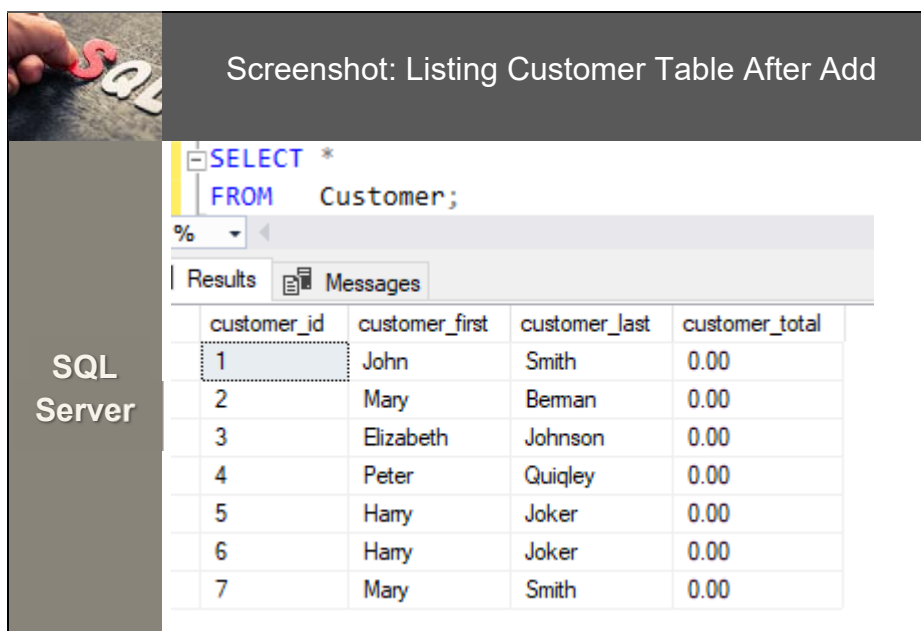 SQL
Screenshot: Listing Customer Table After Add
SELECT *
FROM Customer;
%
Results Messages
customer_id customer_first customer_last customer_total
1 John Smith 0.00
2 Mary Berman 0.00
3 Elizabeth Johnson 0.00
4 Peter Quigley 0.00
5 Harry Joker 0.00
6 Harry Joker 0.00
7 Mary Smith 0.00
SQL
Server